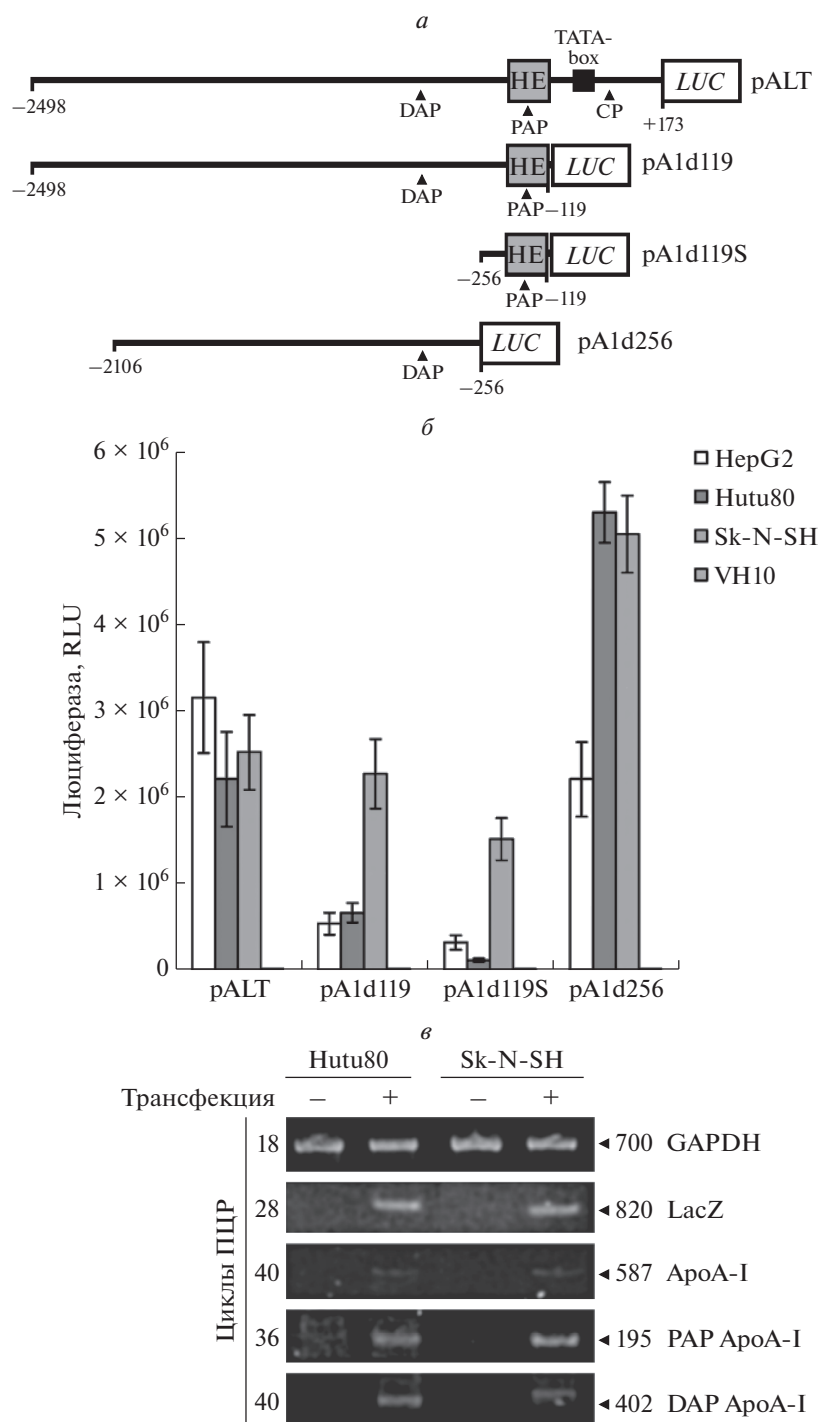 а
TATA-
box
HE
LUC
pALT
−2498
DAP
PAP
CP
+173
HE
LUC
pA1d119
−2498
DAP
PAP
−119
HE
LUC
pA1d119S
−256
PAP
−119
LUC
pA1d256
−2106
DAP
−256
б
6 × 10⁶
5 × 10⁶
4 × 10⁶
3 × 10⁶
2 × 10⁶
1 × 10⁶
0
Люцифераза, RLU
HepG2
Hutu80
Sk-N-SH
VH10
pALT
pA1d119
pA1d119S
pA1d256
в
Hutu80
Sk-N-SH
Трансфекция − + − +
Циклы ПЦР
18 700 GAPDH
28 820 LacZ
40 587 ApoA-I
36 195 PAP ApoA-I
40 402 DAP ApoA-I